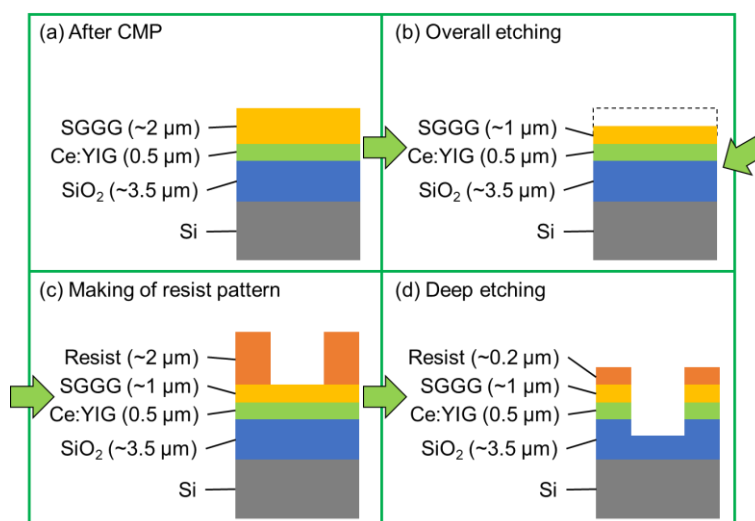 (a) After CMP
SGGG (~2 μm)
Ce:YIG (0.5 μm)
SiO₂ (~3.5 μm)
Si
(b) Overall etching
SGGG (~1 μm)
Ce:YIG (0.5 μm)
SiO₂ (~3.5 μm)
Si
(c) Making of resist pattern
Resist (~2 μm)
SGGG (~1 μm)
Ce:YIG (0.5 μm)
SiO₂ (~3.5 μm)
Si
(d) Deep etching
Resist (~0.2 μm)
SGGG (~1 μm)
Ce:YIG (0.5 μm)
SiO₂ (~3.5 μm)
Si